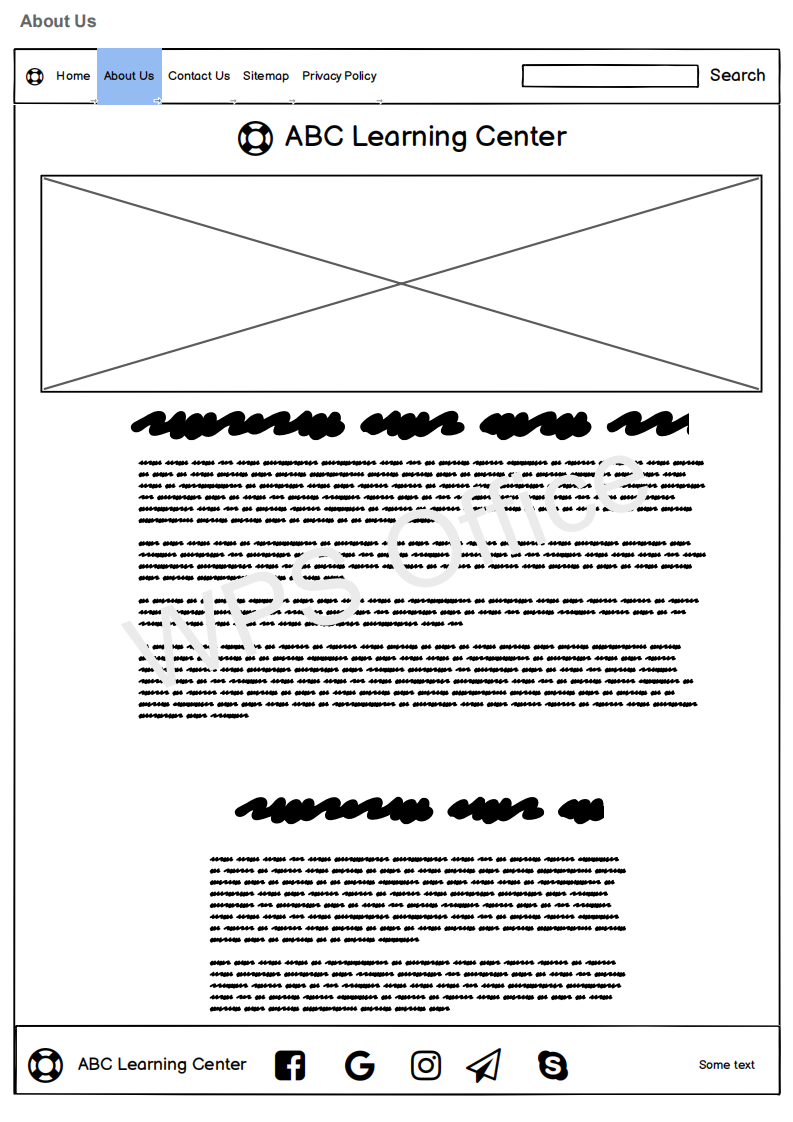 About Us
Home About Us Contact Us Sitemap Privacy Policy Search
ABC Learning Center
WPS Office
ABC Learning Center Some text